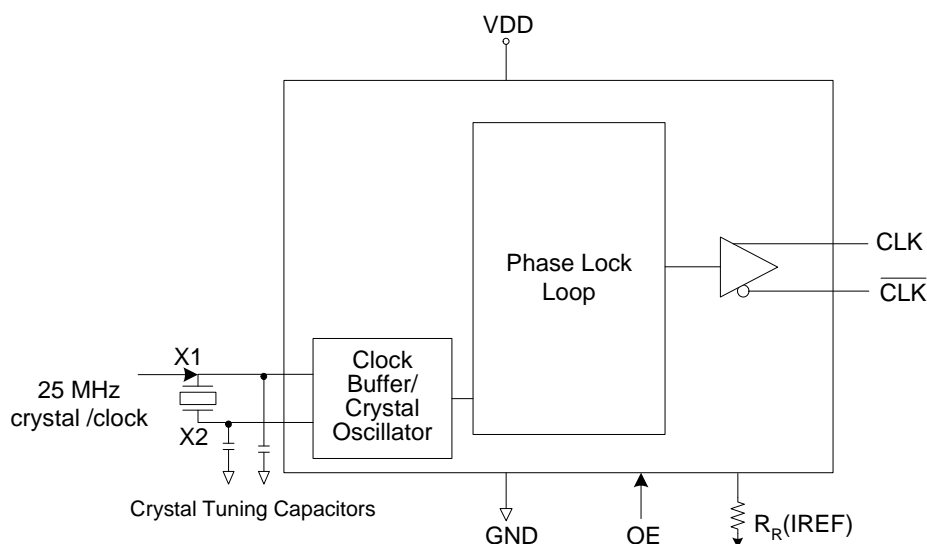 VDD
Phase Lock
Loop
CLK
CLK
X1
25 MHz
crystal /clock
X2
Clock
Buffer/
Crystal
Oscillator
Crystal Tuning Capacitors
GND
OE
RR(IREF)